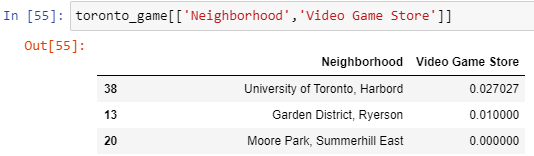 In [55]: toronto_game[['Neighborhood','Video Game Store']]
Out[55]:
Neighborhood Video Game Store
38 University of Toronto, Harbord 0.027027
13 Garden District, Ryerson 0.010000
20 Moore Park, Summerhill East 0.000000